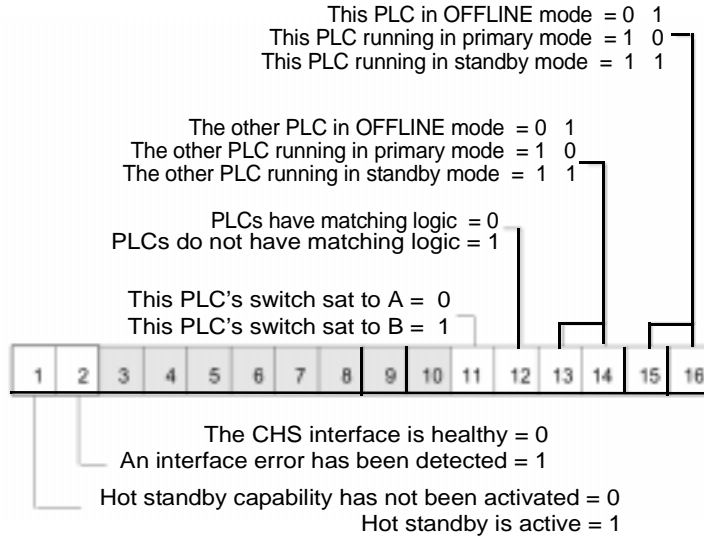 This PLC in OFFLINE mode = 0 1
This PLC running in primary mode = 1 0
This PLC running in standby mode = 1 1
The other PLC in OFFLINE mode = 0 1
The other PLC running in primary mode = 1 0
The other PLC running in standby mode = 1 1
PLCs have matching logic = 0
PLCs do not have matching logic = 1
This PLC's switch sat to A = 0
This PLC's switch sat to B = 1
1 2 3 4 5 6 7 8 9 10 11 12 13 14 15 16
The CHS interface is healthy = 0
An interface error has been detected = 1
Hot standby capability has not been activated = 0
Hot standby is active = 1